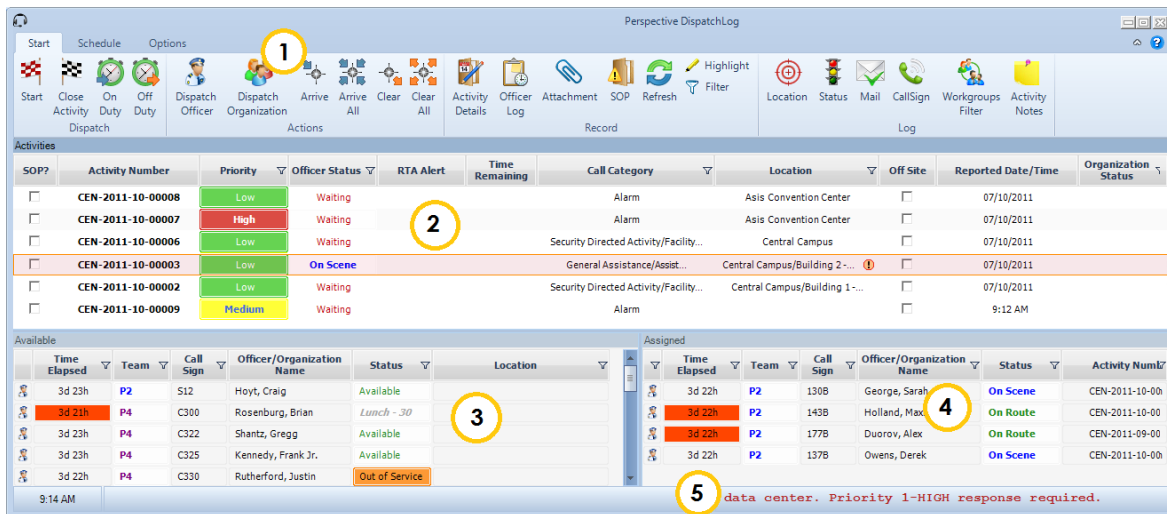 Perspective DispatchLog
Start Schedule Options
1
Start Close Activity On Duty Off Duty Dispatch Officer Dispatch Organization Arrive Arrive All Clear Clear All Activity Details Officer Log Attachment SOP Refresh Highlight Filter Location Status Mail CallSign Workgroups Filter Activity Notes
Dispatch Actions Record Log
Activities
SOP? Activity Number Priority Officer Status RTA Alert Time Remaining Call Category Location Off Site Reported Date/Time Organization Status
CEN-2011-10-00008 Low Waiting Alarm Asis Convention Center 07/10/2011
CEN-2011-10-00007 High Waiting Alarm Asis Convention Center 07/10/2011
2
CEN-2011-10-00006 Low Waiting Security Directed Activity/Facility... Central Campus 07/10/2011
CEN-2011-10-00003 Low On Scene General Assistance/Assist... Central Campus/Building 2 -... 07/10/2011
CEN-2011-10-00002 Low Waiting Security Directed Activity/Facility... Central Campus/Building 1 -... 07/10/2011
CEN-2011-10-00009 Medium Waiting Alarm 9:12 AM
Available
Time Elapsed Team Call Sign Officer/Organization Name Status Location
3d 23h P2 S12 Hoyt, Craig Available
3d 21h P4 C300 Rosenburg, Brian Lunch - 30
3
3d 23h P4 C322 Shantz, Gregg Available
3d 23h P4 C325 Kennedy, Frank Jr. Available
3d 22h P4 C330 Rutherford, Justin Out of Service
Assigned
Time Elapsed Team Call Sign Officer/Organization Name Status Activity Numb
3d 22h P2 130B George, Sarah On Scene CEN-2011-10-00
3d 22h P2 143B Holland, Max On Route CEN-2011-10-00
4
3d 22h P2 177B Duorov, Alex On Route CEN-2011-09-00
3d 22h P2 137B Owens, Derek On Scene CEN-2011-10-00
9:14 AM
5
data center. Priority 1-HIGH response required.